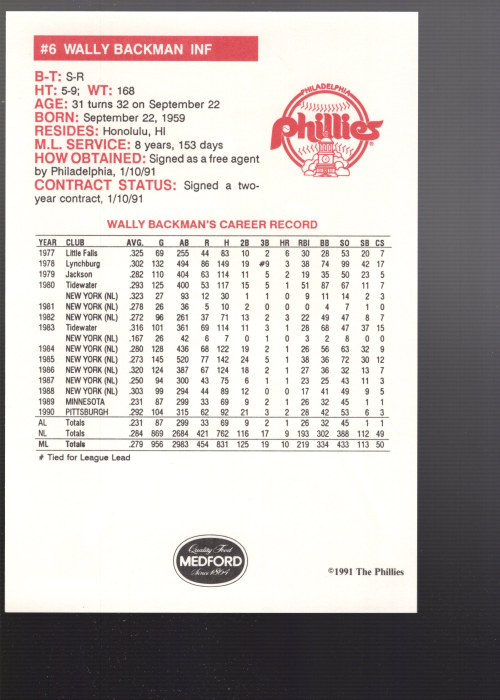 #6 WALLY BACKMAN INF
B-T: S-R
HT: 5-9; WT: 168
AGE: 31 turns 32 on September 22
BORN: September 22, 1959
RESIDES: Honolulu, HI
M.L. SERVICE: 8 years, 153 days
HOW OBTAINED: Signed as a free agent
by Philadelphia, 1/10/91
CONTRACT STATUS: Signed a two-
year contract, 1/10/91
PHILADELPHIA
Phillies
WALLY BACKMAN'S CAREER RECORD
YEAR CLUB AVG. G AB R H 2B 3B HR RBI BB SO SB CS
1977 Little Falls .325 69 255 44 83 10 2 6 30 28 53 20 7
1978 Lynchburg .302 132 494 86 149 19 #9 3 38 74 99 42 17
1979 Jackson .282 110 404 63 114 11 5 2 19 35 50 23 5
1980 Tidewater .293 125 400 53 117 15 5 1 51 87 67 11 7
NEW YORK (NL) .323 27 93 12 30 1 1 0 9 11 14 2 3
1981 NEW YORK (NL) .278 26 36 5 10 2 0 0 0 4 7 1 0
1982 NEW YORK (NL) .272 96 261 37 71 13 2 3 22 49 47 8 7
1983 Tidewater .316 101 361 69 114 11 3 1 28 68 47 37 15
NEW YORK (NL) .167 26 42 6 7 0 1 0 3 2 8 0 0
1984 NEW YORK (NL) .280 128 436 68 122 19 2 1 26 56 63 32 9
1985 NEW YORK (NL) .273 145 520 77 142 24 5 1 38 36 72 30 12
1986 NEW YORK (NL) .320 124 387 67 124 18 2 1 27 36 32 13 7
1987 NEW YORK (NL) .250 94 300 43 75 6 1 1 23 25 43 11 3
1988 NEW YORK (NL) .303 99 294 44 89 12 0 0 17 41 49 9 5
1989 MINNESOTA .231 87 299 33 69 9 2 1 26 32 45 1 1
1990 PITTSBURGH .292 104 315 62 92 21 3 2 28 42 53 6 3
AL Totals .231 87 299 33 69 9 2 1 26 32 45 1 1
NL Totals .284 869 2684 421 762 116 17 9 193 302 388 112 49
ML Totals .279 956 2983 454 831 125 19 10 219 334 433 113 50
# Tied for League Lead
Quality Food
MEDFORD
Since 1864
©1991 The Phillies